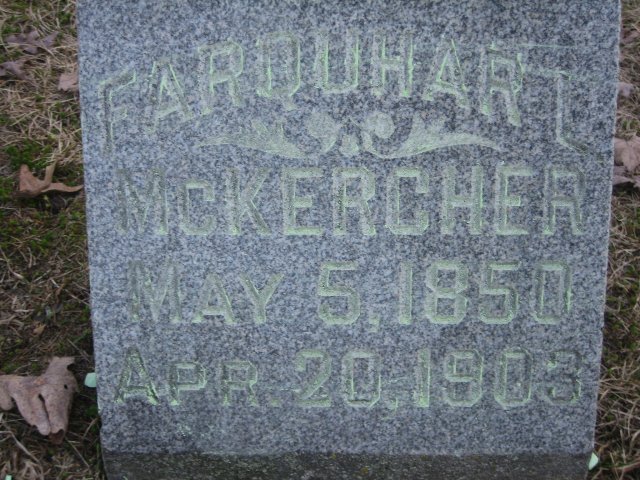 FARQUHAR L
McKERCHER
MAY 5, 1850
APR. 20, 1903